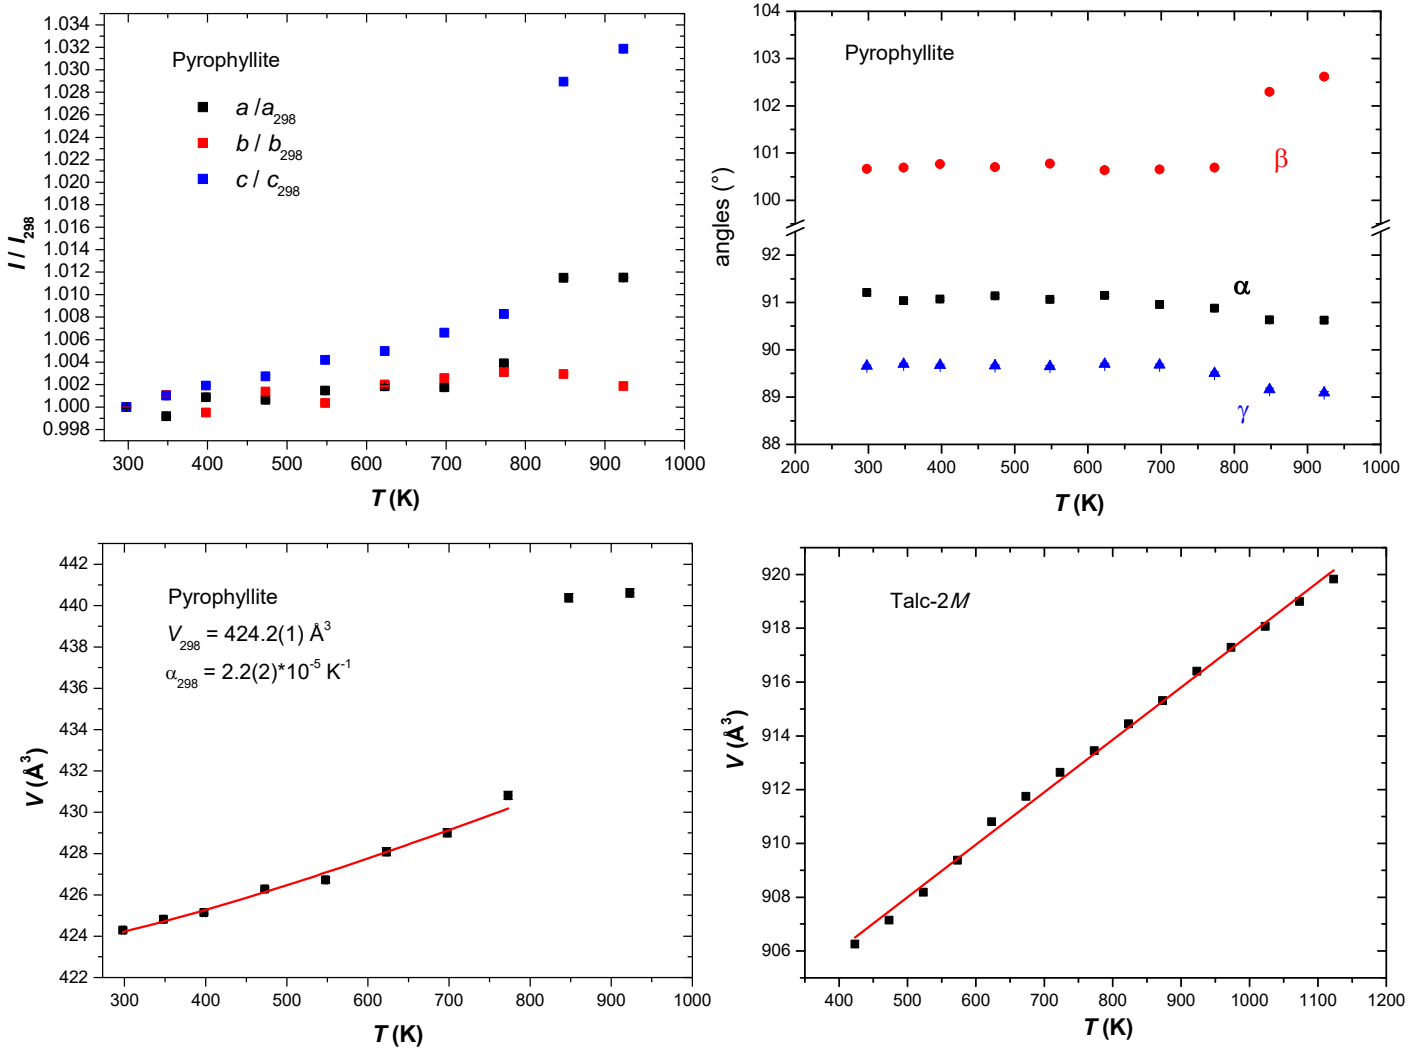 Pyrophyllite
a / a298
b / b298
c / c298
1.034
1.032
1.030
1.028
1.026
1.024
1.022
1.020
1.018
1.016
1.014
1.012
1.010
1.008
1.006
1.004
1.002
1.000
0.998
l / l298
300 400 500 600 700 800 900 1000
T (K)
Pyrophyllite
104
103
102
101
100
92
91
90
89
88
angles (°)
β
α
γ
200 300 400 500 600 700 800 900 1000
T (K)
Pyrophyllite
V298 = 424.2(1) Å³
α298 = 2.2(2)*10⁻⁵ K⁻¹
442
440
438
436
434
432
430
428
426
424
422
V (Å³)
300 400 500 600 700 800 900 1000
T (K)
Talc-2M
920
918
916
914
912
910
908
906
V (Å³)
400 500 600 700 800 900 1000 1100 1200
T (K)